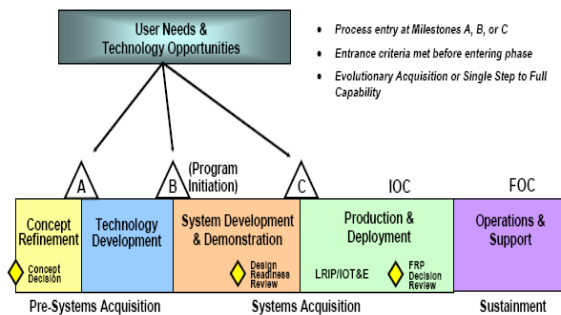 User Needs &
Technology Opportunities
• Process entry at Milestones A, B, or C
• Entrance criteria met before entering phase
• Evolutionary Acquisition or Single Step to Full
Capability
A
B
(Program
Initiation)
C
IOC
FOC
Concept
Refinement
Technology
Development
System Development
& Demonstration
Production &
Deployment
Operations &
Support
Concept
Decision
Design
Readiness
Review
LRIP/IOT&E
FRP
Decision
Review
Pre-Systems Acquisition
Systems Acquisition
Sustainment